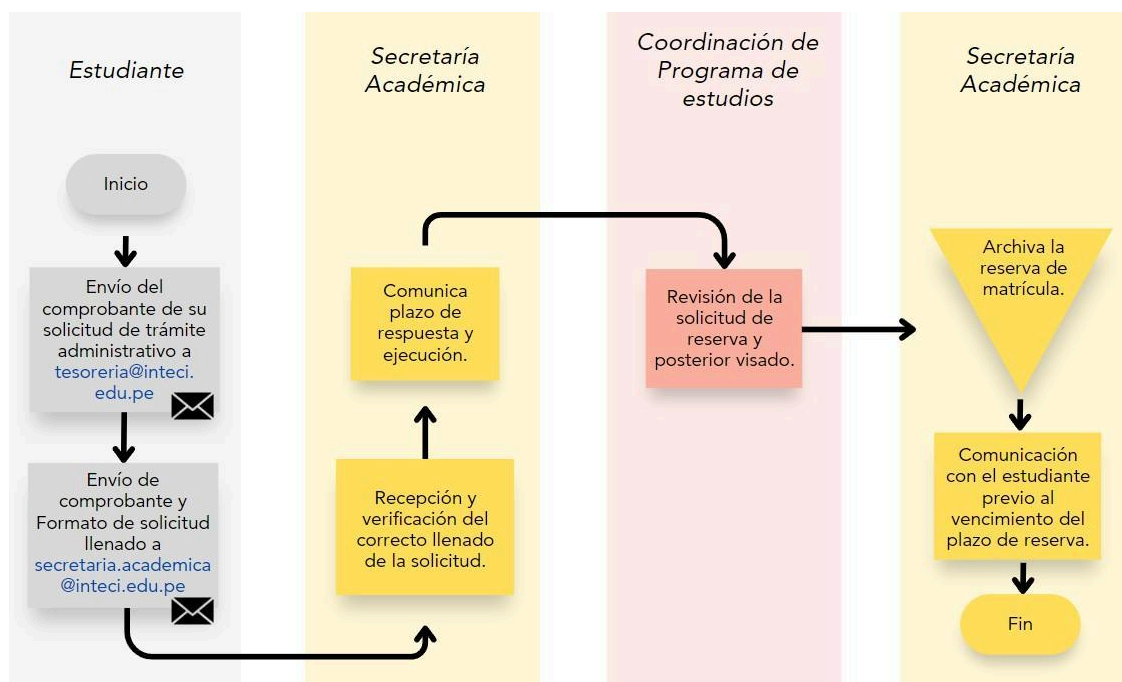 Estudiante
Inicio
Envío del
comprobante de su
solicitud de trámite
administrativo a
tesoreria@inteci.
edu.pe
Envío de
comprobante y
Formato de solicitud
llenado a
secretaria.academica
@inteci.edu.pe
Secretaría
Académica
Comunica
plazo de
respuesta y
ejecución.
Recepción y
verificación del
correcto llenado
de la solicitud.
Coordinación de
Programa de
estudios
Revisión de la
solicitud de
reserva y
posterior visado.
Secretaría
Académica
Archiva la
reserva de
matrícula.
Comunicación
con el estudiante
previo al
vencimiento del
plazo de reserva.
Fin